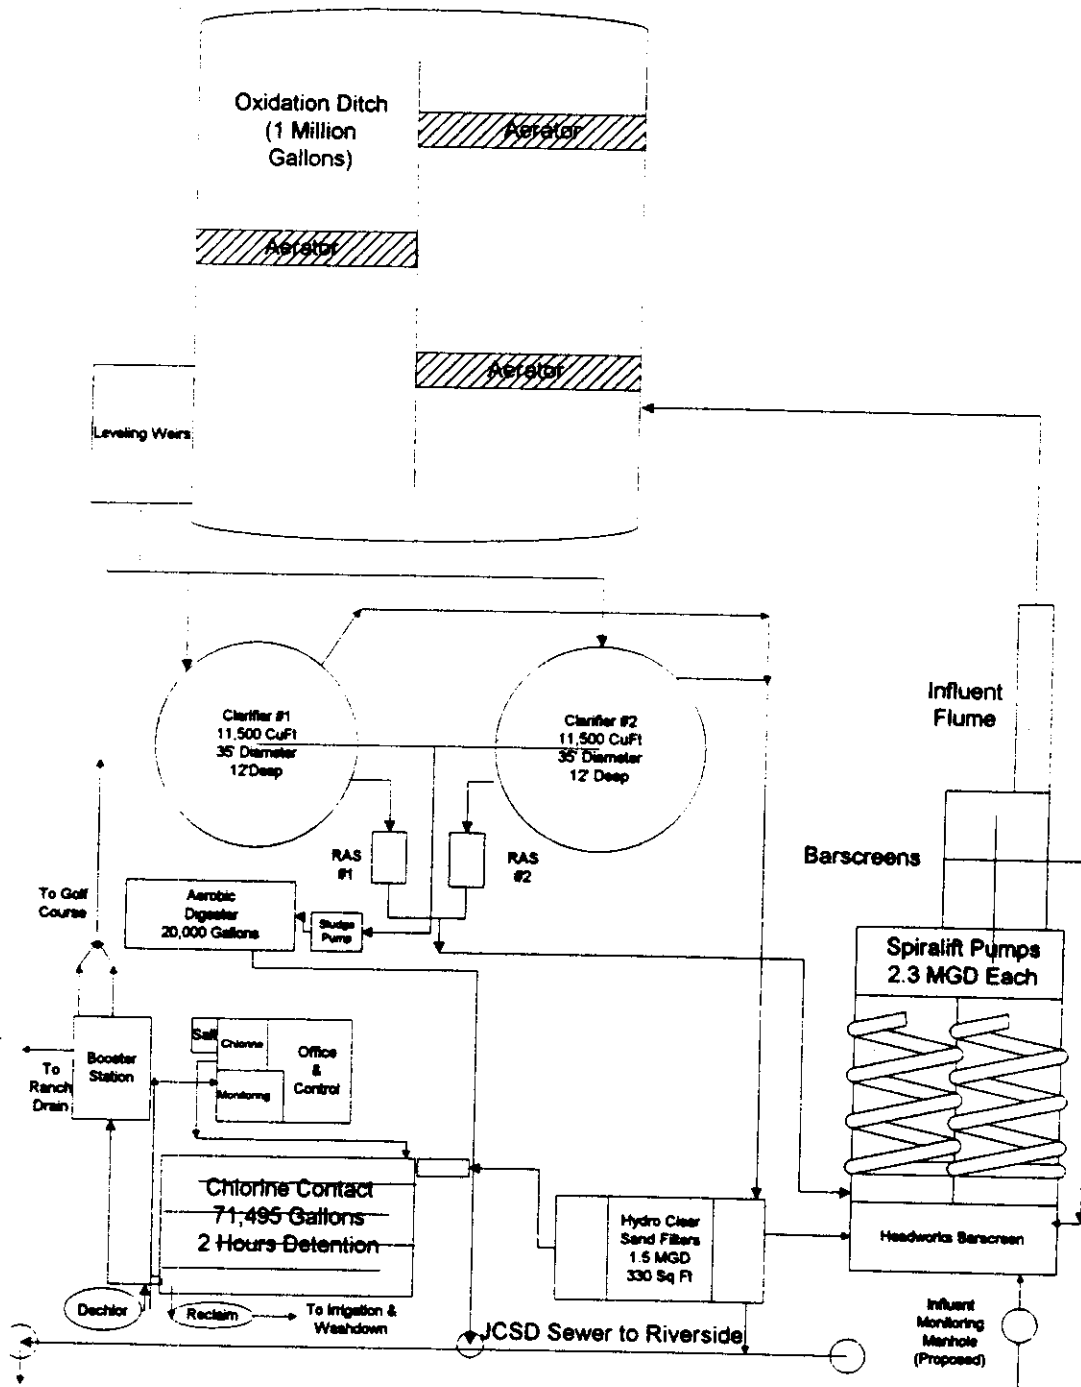 Oxidation Ditch
(1 Million
Gallons)
Aerator
Aerator
Aerator
Leveling Weirs
Influent
Flume
Clarifier #1
11,500 CuFt
35' Diameter
12'Deep
Clarifier #2
11,500 CuFt
35' Diameter
12' Deep
RAS
#1
RAS
#2
Barscreens
To Golf
Course
Aerobic
Digester
20,000 Gallons
Sludge
Pump
Spiralift Pumps
2.3 MGD Each
Booster
Station
To
Ranch
Drain
Chlorine
Monitoring
Office
&
Control
Chlorine Contact
71,495 Gallons
2 Hours Detention
Hydro Clear
Sand Filters
1.5 MGD
330 Sq Ft
Headworks Barscreen
Dechlor
Reclaim
To Irrigation &
Washdown
JCSD Sewer to Riverside
Influent
Monitoring
Manhole
(Proposed)